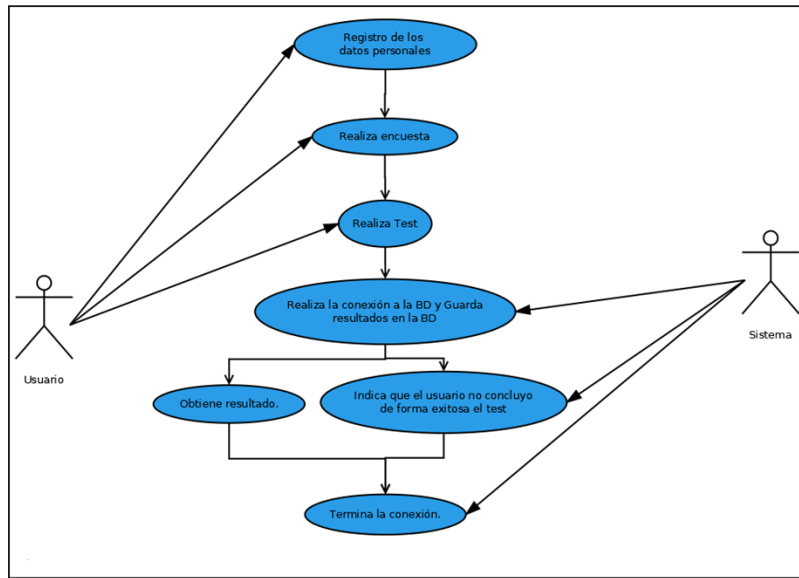 Registro de los
datos personales
Realiza encuesta
Realiza Test
Realiza la conexión a la BD y Guarda
resultados en la BD
Usuario
Sistema
Obtiene resultado.
Indica que el usuario no concluyo
de forma exitosa el test
Termina la conexión.